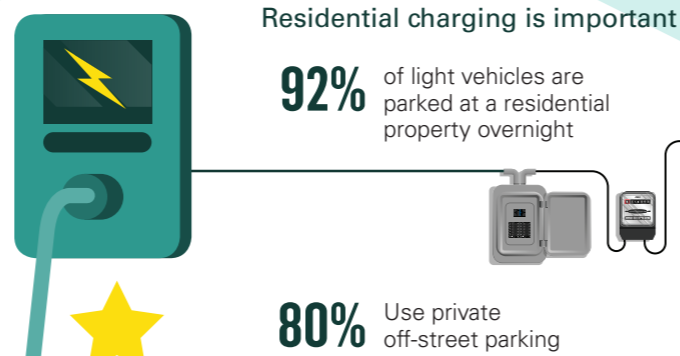 Residential charging is important
92%
of light vehicles are
parked at a residential
property overnight
80%
Use private
off-street parking